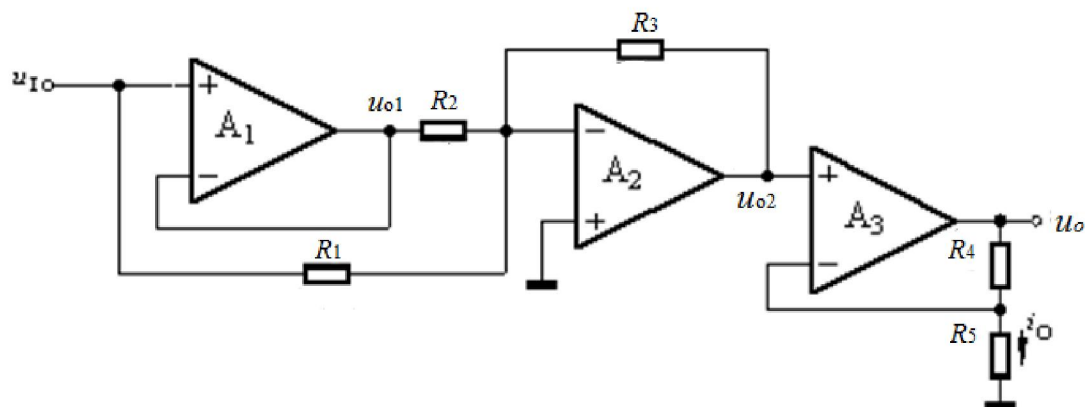 R3
uI
+
A1
−
uo1
R2
−
A2
+
uo2
+
A3
−
uo
R1
R4
R5
iO